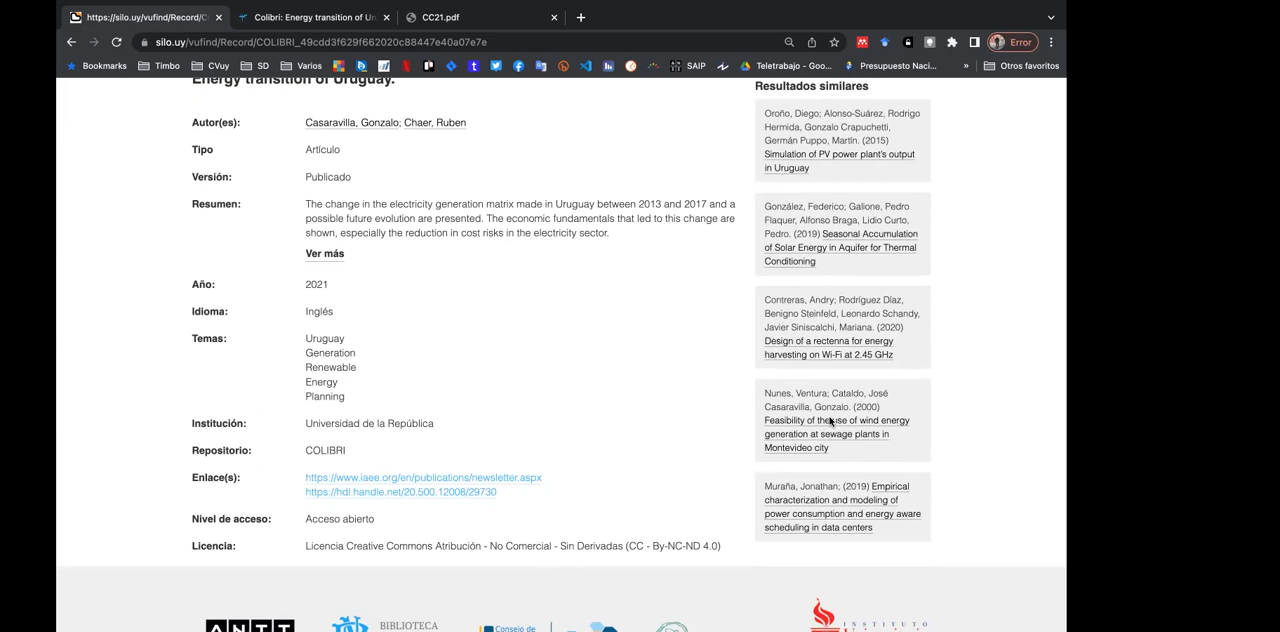 https://silo.uy/vufind/Record/C
Colibri: Energy transition of Un
CC21.pdf
silo.uy/vufind/Record/COLIBRI_49cdd3f629f662020c88447e40a07e7e
Error
Bookmarks
Timbo
CVuy
SD
Varios
SAIP
Teletrabajo - Goo...
Presupuesto Naci...
»
Otros favoritos
Energy transition of Uruguay.
Autor(es): Casaravilla, Gonzalo; Chaer, Ruben
Tipo Artículo
Versión: Publicado
Resumen: The change in the electricity generation matrix made in Uruguay between 2013 and 2017 and a
possible future evolution are presented. The economic fundamentals that led to this change are
shown, especially the reduction in cost risks in the electricity sector.
Ver más
Año: 2021
Idioma: Inglés
Temas: Uruguay
Generation
Renewable
Energy
Planning
Institución: Universidad de la República
Repositorio: COLIBRI
Enlace(s): https://www.iaee.org/en/publications/newsletter.aspx
https://hdl.handle.net/20.500.12008/29730
Nivel de acceso: Acceso abierto
Licencia: Licencia Creative Commons Atribución - No Comercial - Sin Derivadas (CC - By-NC-ND 4.0)
Resultados similares
Oroño, Diego; Alonso-Suárez, Rodrigo
Hermida, Gonzalo Crapuchetti,
Germán Puppo, Martín. (2015)
Simulation of PV power plant's output
in Uruguay
González, Federico; Galione, Pedro
Flaquer, Alfonso Braga, Lidio Curto,
Pedro. (2019) Seasonal Accumulation
of Solar Energy in Aquifer for Thermal
Conditioning
Contreras, Andry; Rodríguez Díaz,
Benigno Steinfeld, Leonardo Schandy,
Javier Siniscalchi, Mariana. (2020)
Design of a rectenna for energy
harvesting on Wi-Fi at 2.45 GHz
Nunes, Ventura; Cataldo, José
Casaravilla, Gonzalo. (2000)
Feasibility of the use of wind energy
generation at sewage plants in
Montevideo city
Muraña, Jonathan; (2019) Empirical
characterization and modeling of
power consumption and energy aware
scheduling in data centers
BIBLIOTECA
Consejo de
INSTITUTO